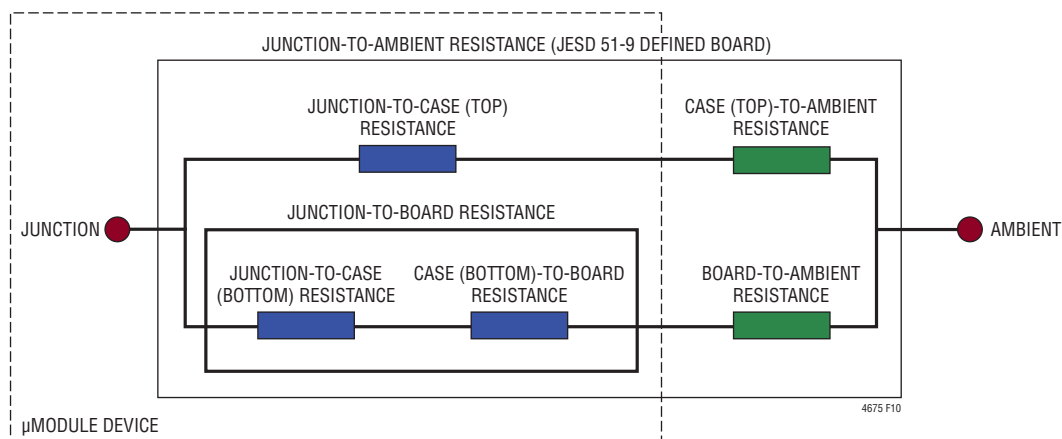 JUNCTION-TO-AMBIENT RESISTANCE (JESD 51-9 DEFINED BOARD)
JUNCTION-TO-CASE (TOP)
RESISTANCE
CASE (TOP)-TO-AMBIENT
RESISTANCE
JUNCTION-TO-BOARD RESISTANCE
JUNCTION
AMBIENT
JUNCTION-TO-CASE
(BOTTOM) RESISTANCE
CASE (BOTTOM)-TO-BOARD
RESISTANCE
BOARD-TO-AMBIENT
RESISTANCE
4675 F10
µMODULE DEVICE